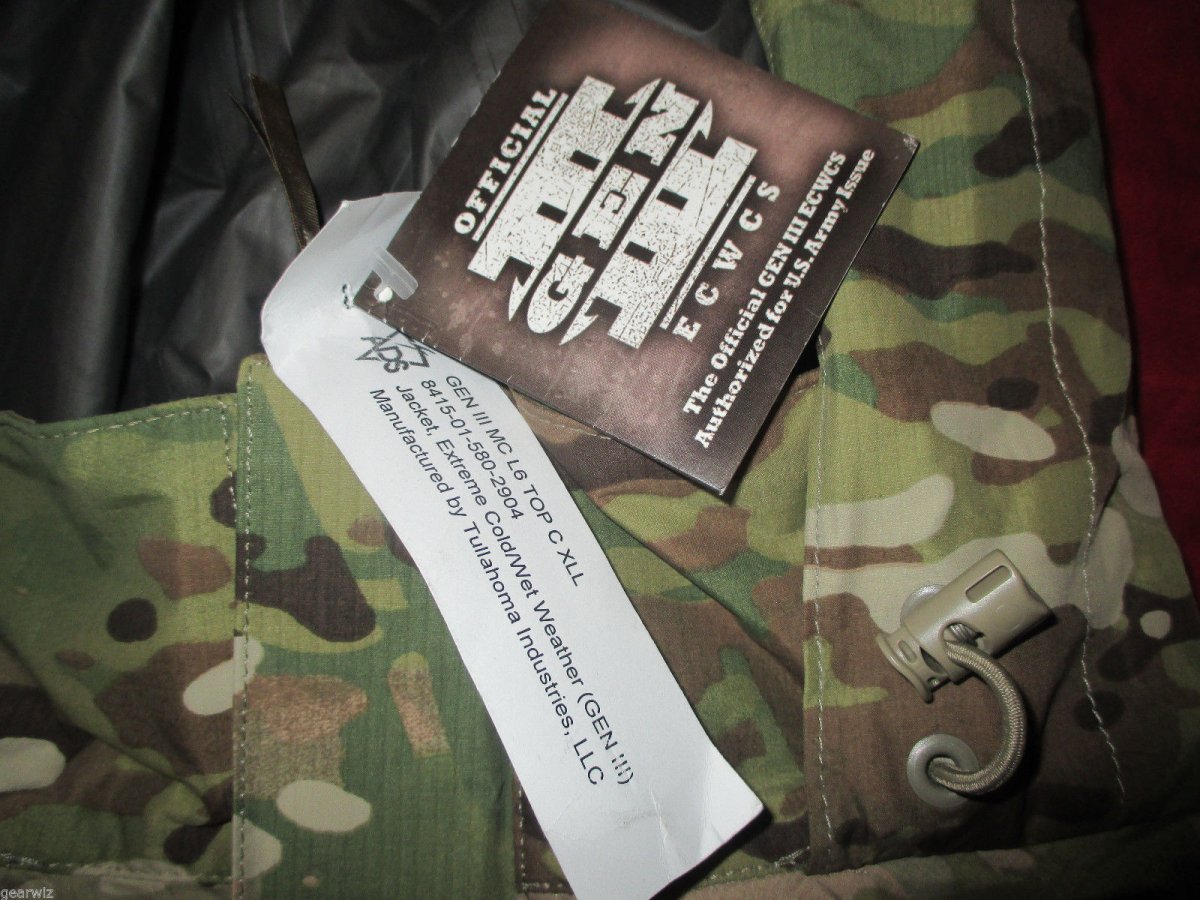 OFFICIAL
GEN
III
ECWCS
The Official GEN III ECWCS
Authorized for U.S. Army Issue
ADS
GEN III MC L6 TOP C XLL
8415-01-580-2904
Jacket, Extreme Cold/Wet Weather (GEN III)
Manufactured by Tullahoma Industries, LLC
gearwiz